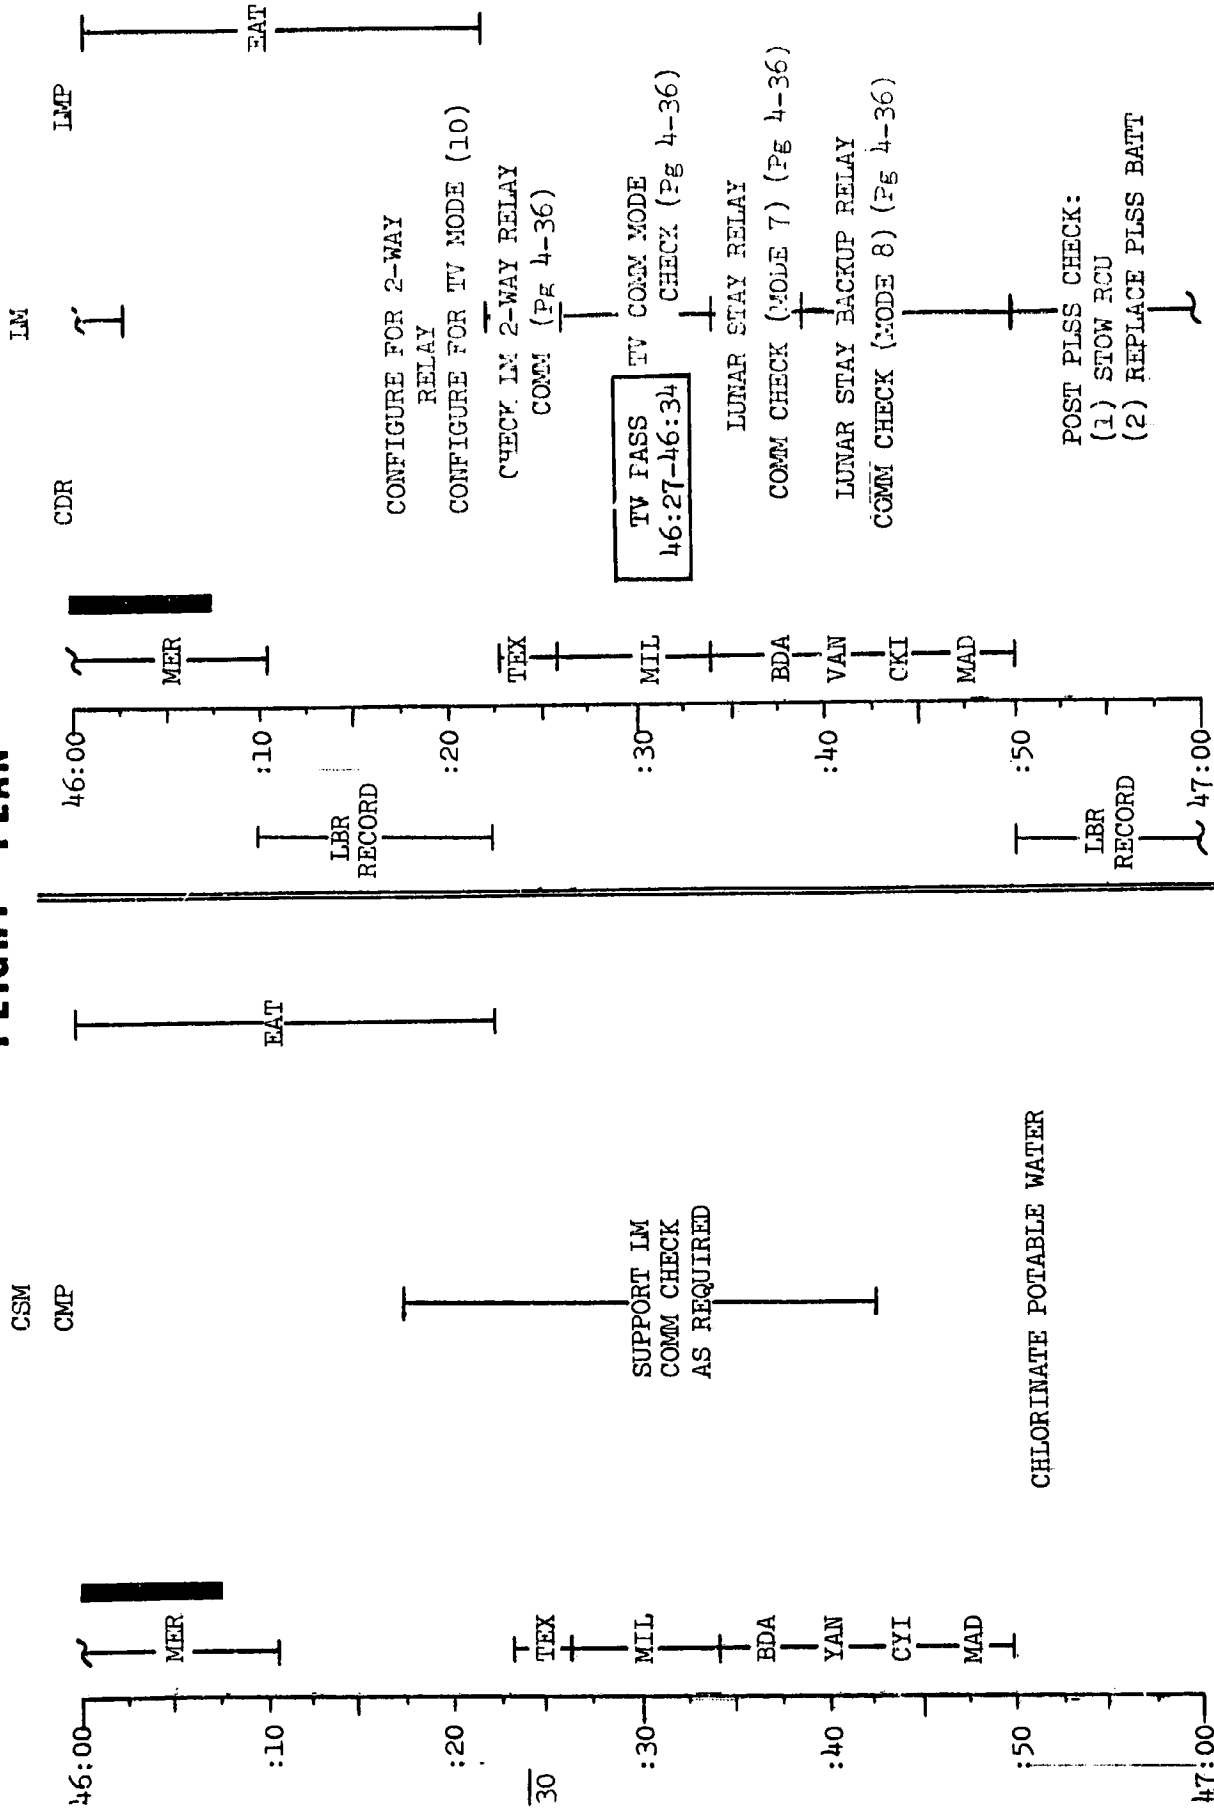 FLIGHT PLAN
CSM
CMP
46:00
:10
:20
30
:30
:40
:50
47:00
MER
TEX
MIL
BDA
YAN
CYI
MAD
EAT
SUPPORT LM
COMM CHECK
AS REQUIRED
CHLORINATE POTABLE WATER
LBR
RECORD
LBR
RECORD
46:00
:10
:20
:30
:40
:50
47:00
MER
TEX
MIL
BDA
VAN
CKI
MAD
LM
CDR
LMP
EAT
CONFIGURE FOR 2-WAY
RELAY
CONFIGURE FOR TV MODE (10)
CHECK LM 2-WAY RELAY
COMM (Pg 4-36)
TV PASS
46:27-46:34
TV COMM MODE
CHECK (Pg 4-36)
LUNAR STAY RELAY
COMM CHECK (MODE 7) (Pg 4-36)
LUNAR STAY BACKUP RELAY
COMM CHECK (MODE 8) (Pg 4-36)
POST PLSS CHECK:
(1) STOW RCU
(2) REPLACE PLSS BATT